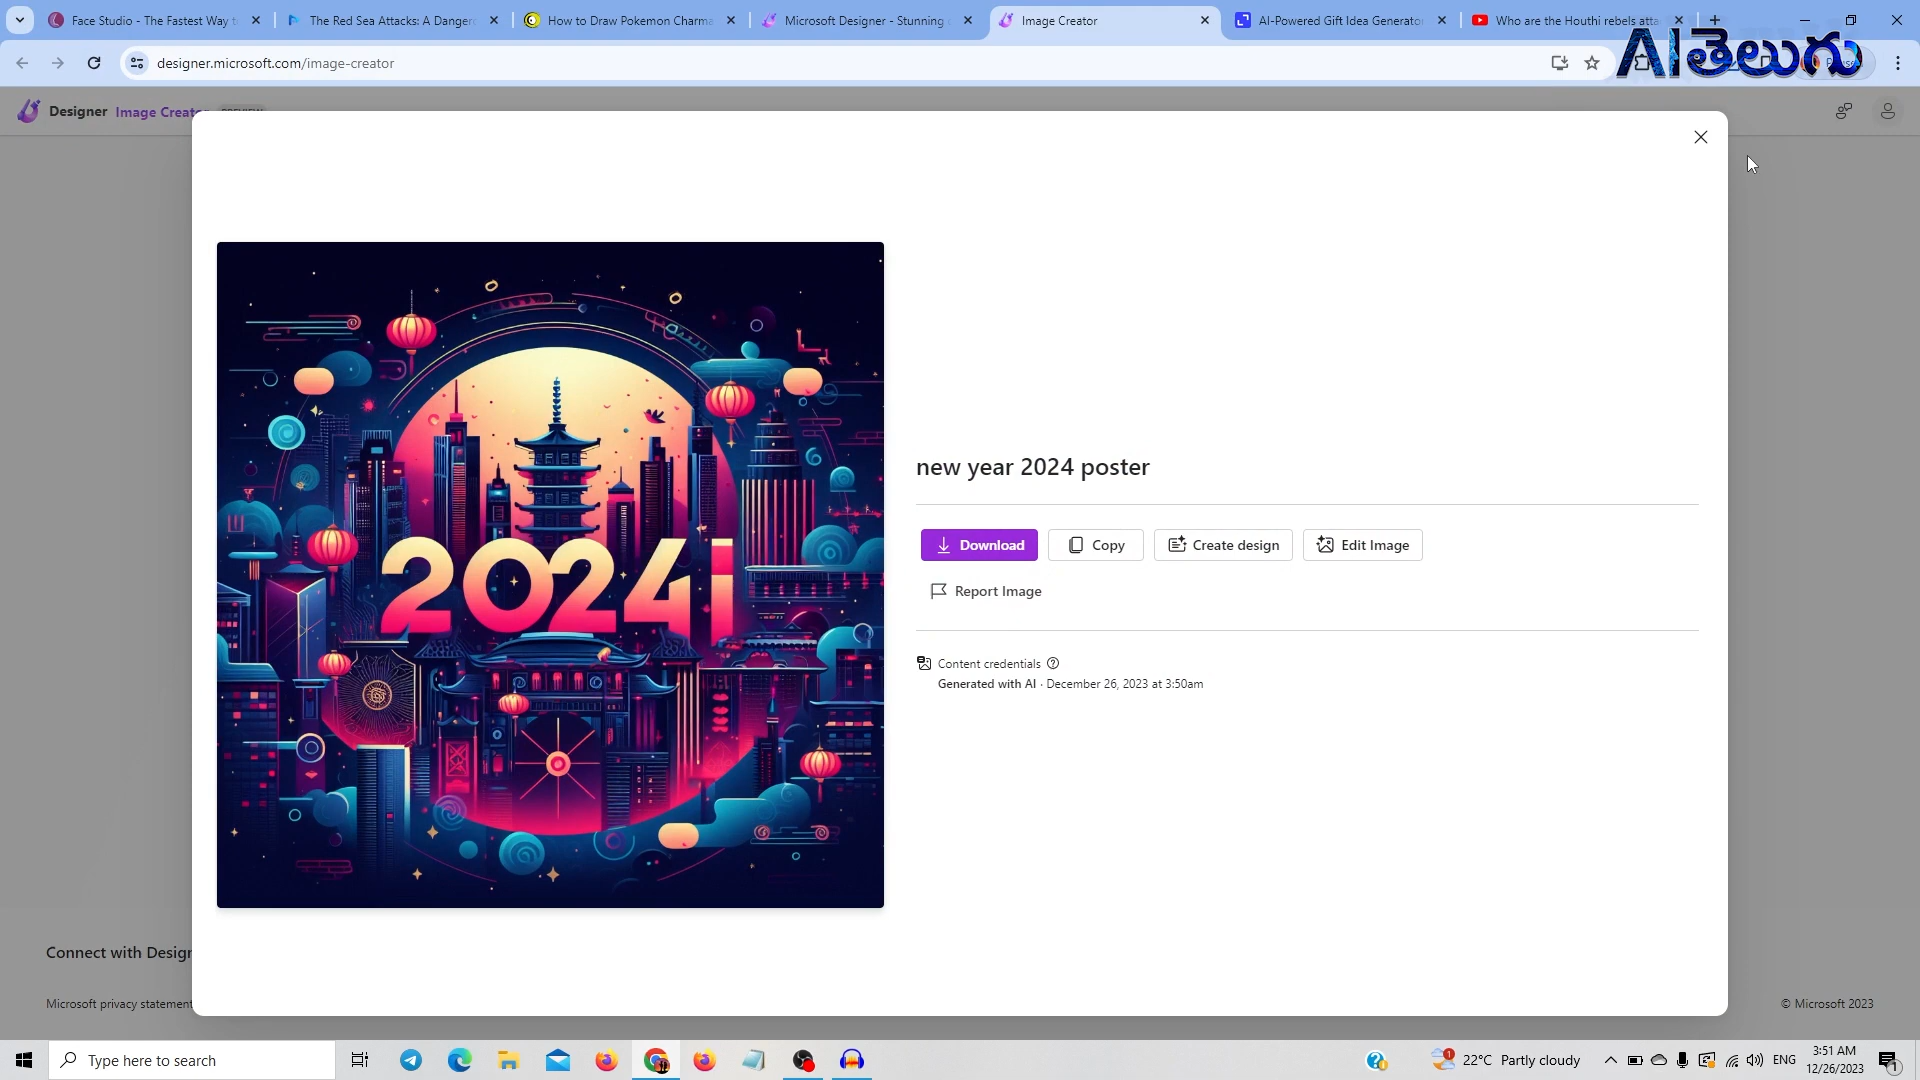 Face Studio - The Fastest Way t
The Red Sea Attacks: A Danger
How to Draw Pokemon Charma
Microsoft Designer - Stunning
Image Creator
AI-Powered Gift Idea Generator
Who are the Houthi rebels atta
designer.microsoft.com/image-creator
AI తెలుగు
Designer Image Creator
new year 2024 poster
2024i
Download
Copy
Create design
Edit Image
Report Image
Content credentials
Generated with AI · December 26, 2023 at 3:50am
Connect with Design
Microsoft privacy statement
© Microsoft 2023
Type here to search
22°C Partly cloudy
ENG
3:51 AM
12/26/2023